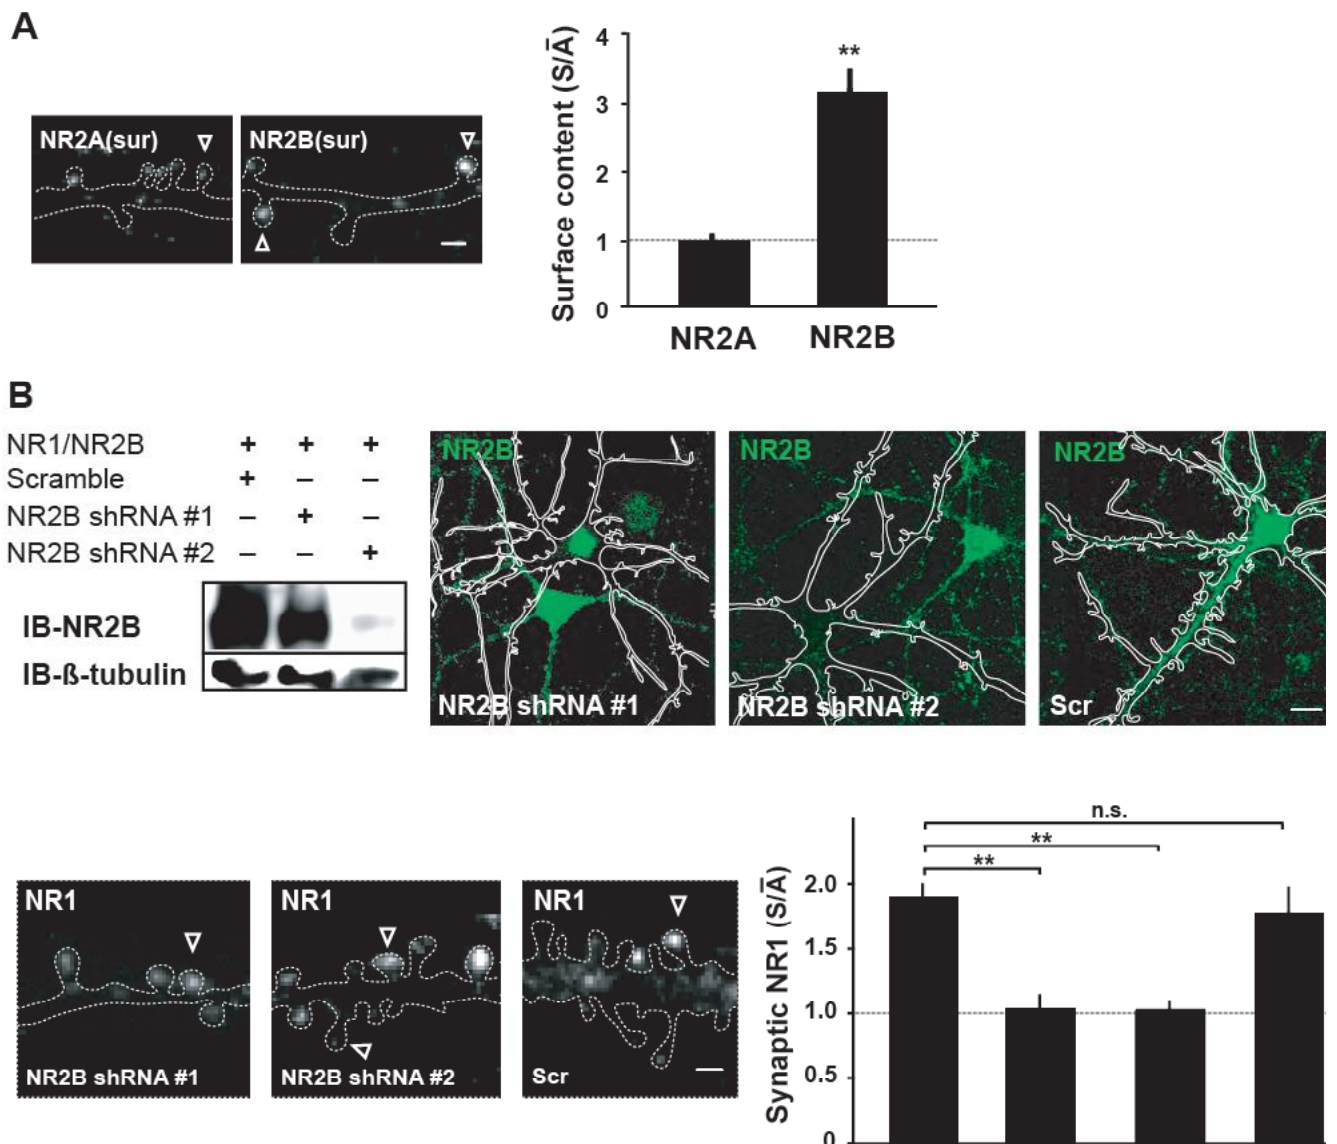 A
NR2A(sur)
NR2B(sur)
Surface content (S/A̅)
4
3
2
1
0
**
NR2A
NR2B
B
NR1/NR2B + + +
Scramble + – –
NR2B shRNA #1 – + –
NR2B shRNA #2 – – +
IB-NR2B
IB-ß-tubulin
NR2B
NR2B shRNA #1
NR2B
NR2B shRNA #2
NR2B
Scr
NR1
NR2B shRNA #1
NR1
NR2B shRNA #2
NR1
Scr
Synaptic NR1 (S/A̅)
2.0
1.5
1.0
0.5
0
n.s.
**
**